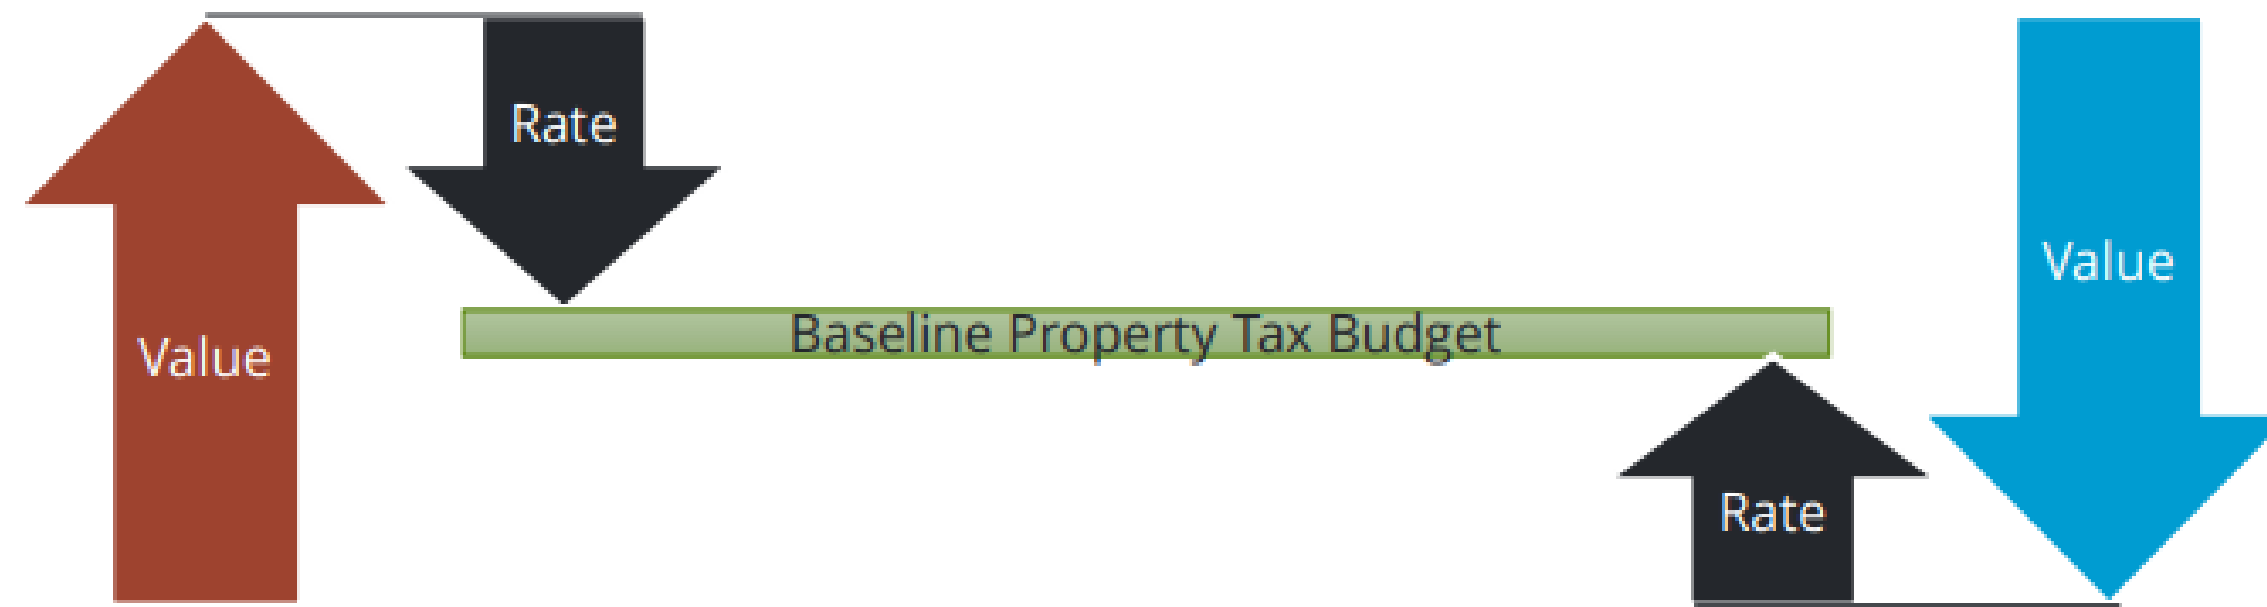 Rate
Value
Baseline Property Tax Budget
Value
Rate